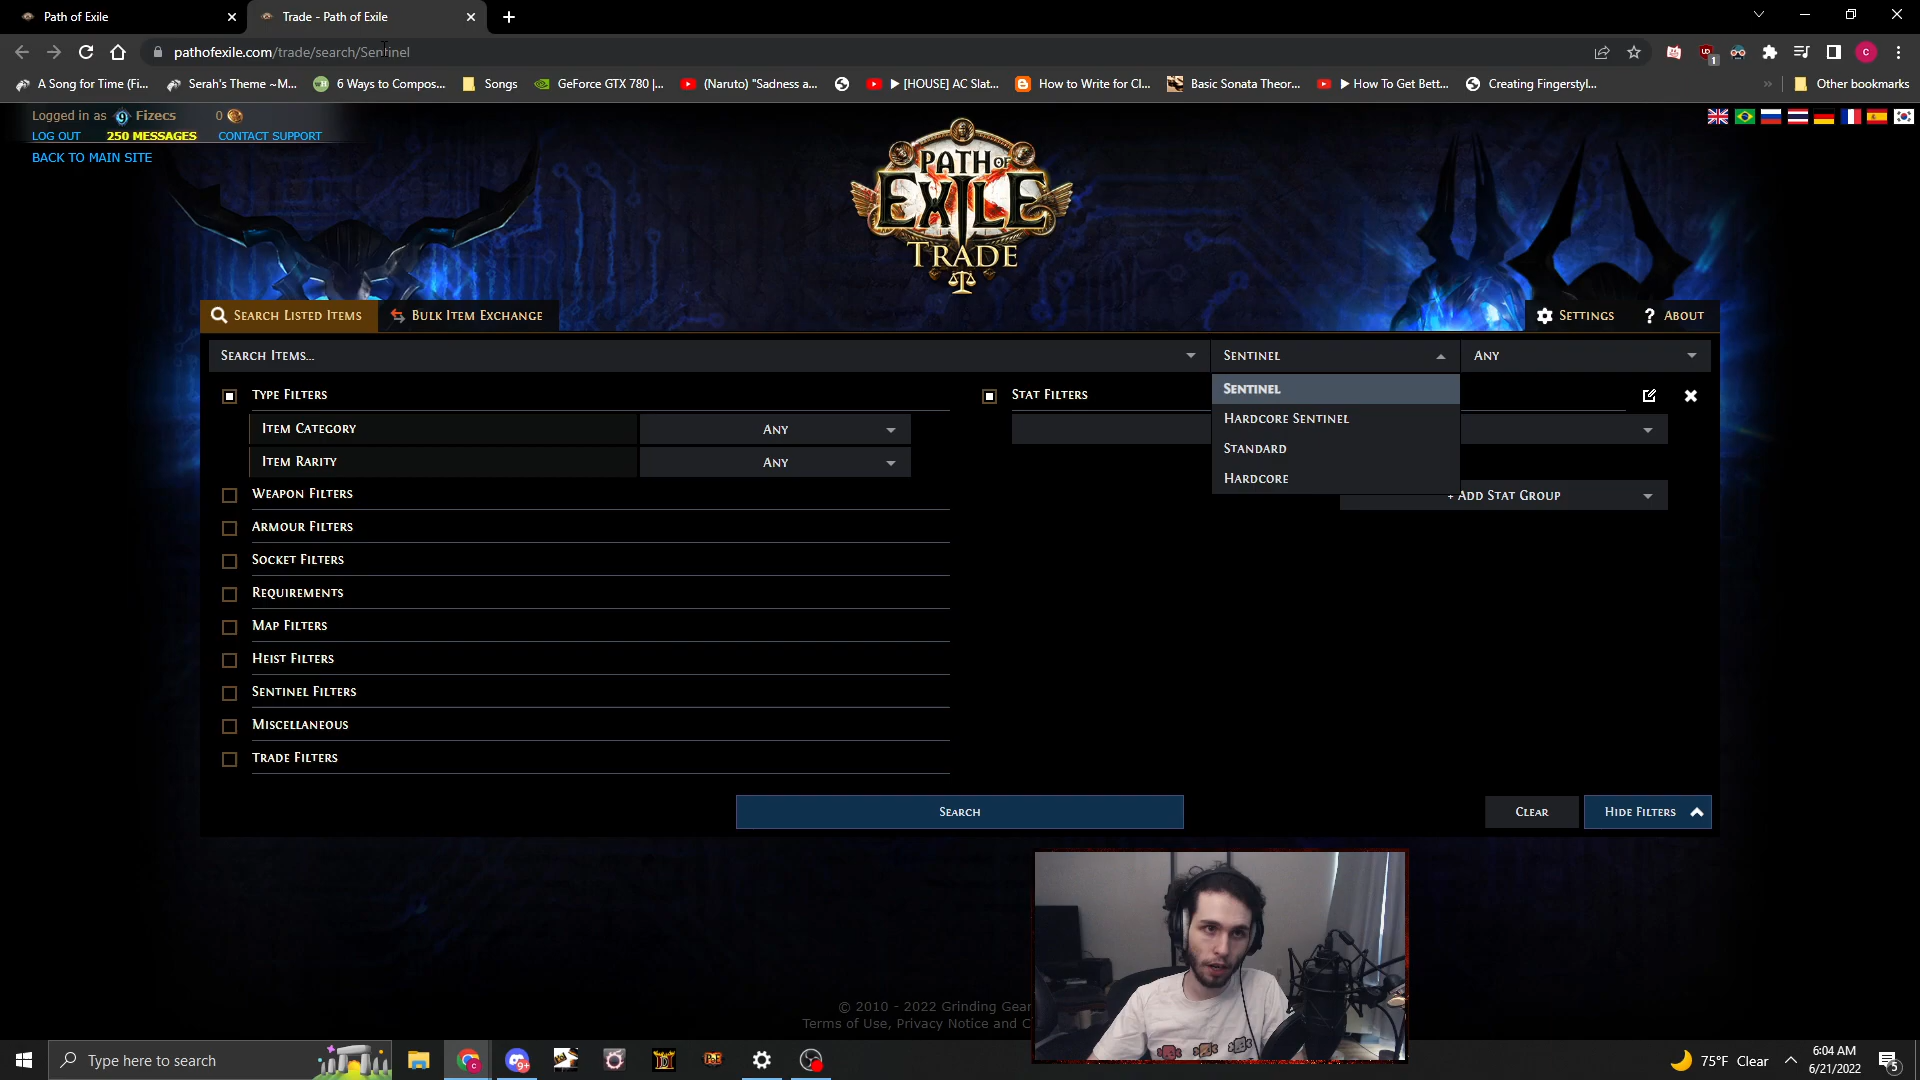 Path of Exile
Trade - Path of Exile
pathofexile.com/trade/search/Sentinel
A Song for Time (Fi...
Serah's Theme ~M...
6 Ways to Compos...
Songs
GeForce GTX 780 |...
(Naruto) "Sadness a...
▶ [HOUSE] AC Slat...
How to Write for Cl...
Basic Sonata Theor...
▶ How To Get Bett...
Creating Fingerstyl...
»
Other bookmarks
Logged in as Fizecs 0
LOG OUT 250 MESSAGES CONTACT SUPPORT
BACK TO MAIN SITE
PATH OF
EXILE
TRADE
Search Listed Items
Bulk Item Exchange
Settings
? About
Search Items...
Sentinel
Any
Sentinel
Hardcore Sentinel
Standard
Hardcore
Type Filters
Item Category Any
Item Rarity Any
Weapon Filters
Armour Filters
Socket Filters
Requirements
Map Filters
Heist Filters
Sentinel Filters
Miscellaneous
Trade Filters
Stat Filters
+ Add Stat Group
Search
Clear
Hide Filters
© 2010 - 2022 Grinding Gear
Terms of Use, Privacy Notice and C
Type here to search
9+
75°F Clear
6:04 AM
6/21/2022
5